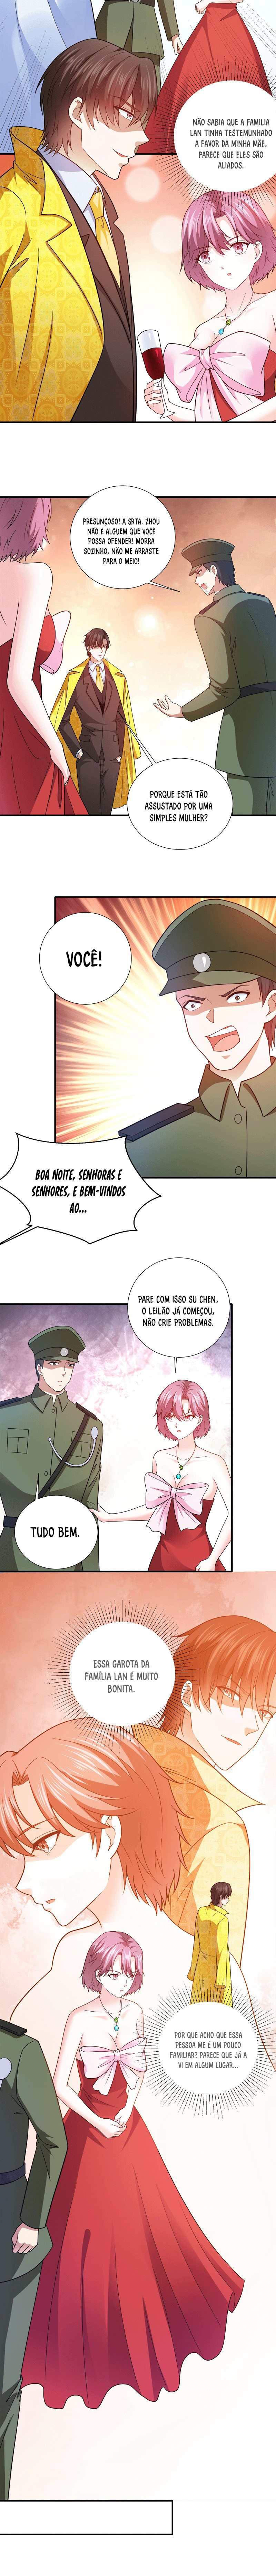 NÃO SABIA QUE A FAMILIA
LAN TINHA TESTEMUNHADO
A FAVOR DA MINHA MÃE,
PARECE QUE ELES SÃO
ALIADOS.
PRESUNÇOSO! A SRTA. ZHOU
NÃO É ALGUEM QUE VOCÊ
POSSA OFENDER! MORRA
SOZINHO, NÃO ME ARRASTE
PARA O MEIO!
PORQUE ESTÁ TÃO
ASSUSTADO POR UMA
SIMPLES MULHER?
VOCÊ!
BOA NOITE, SENHORAS E
SENHORES, E BEM-VINDOS
AO...
PARE COM ISSO SU CHEN,
O LEILÃO JÁ COMEÇOU,
NÃO CRIE PROBLEMAS.
TUDO BEM.
ESSA GAROTA DA
FAMÍLIA LAN É MUITO
BONITA.
POR QUE ACHO QUE ESSA
PESSOA ME É UM POUCO
FAMILIAR? PARECE QUE JÁ A
VI EM ALGUM LUGAR...